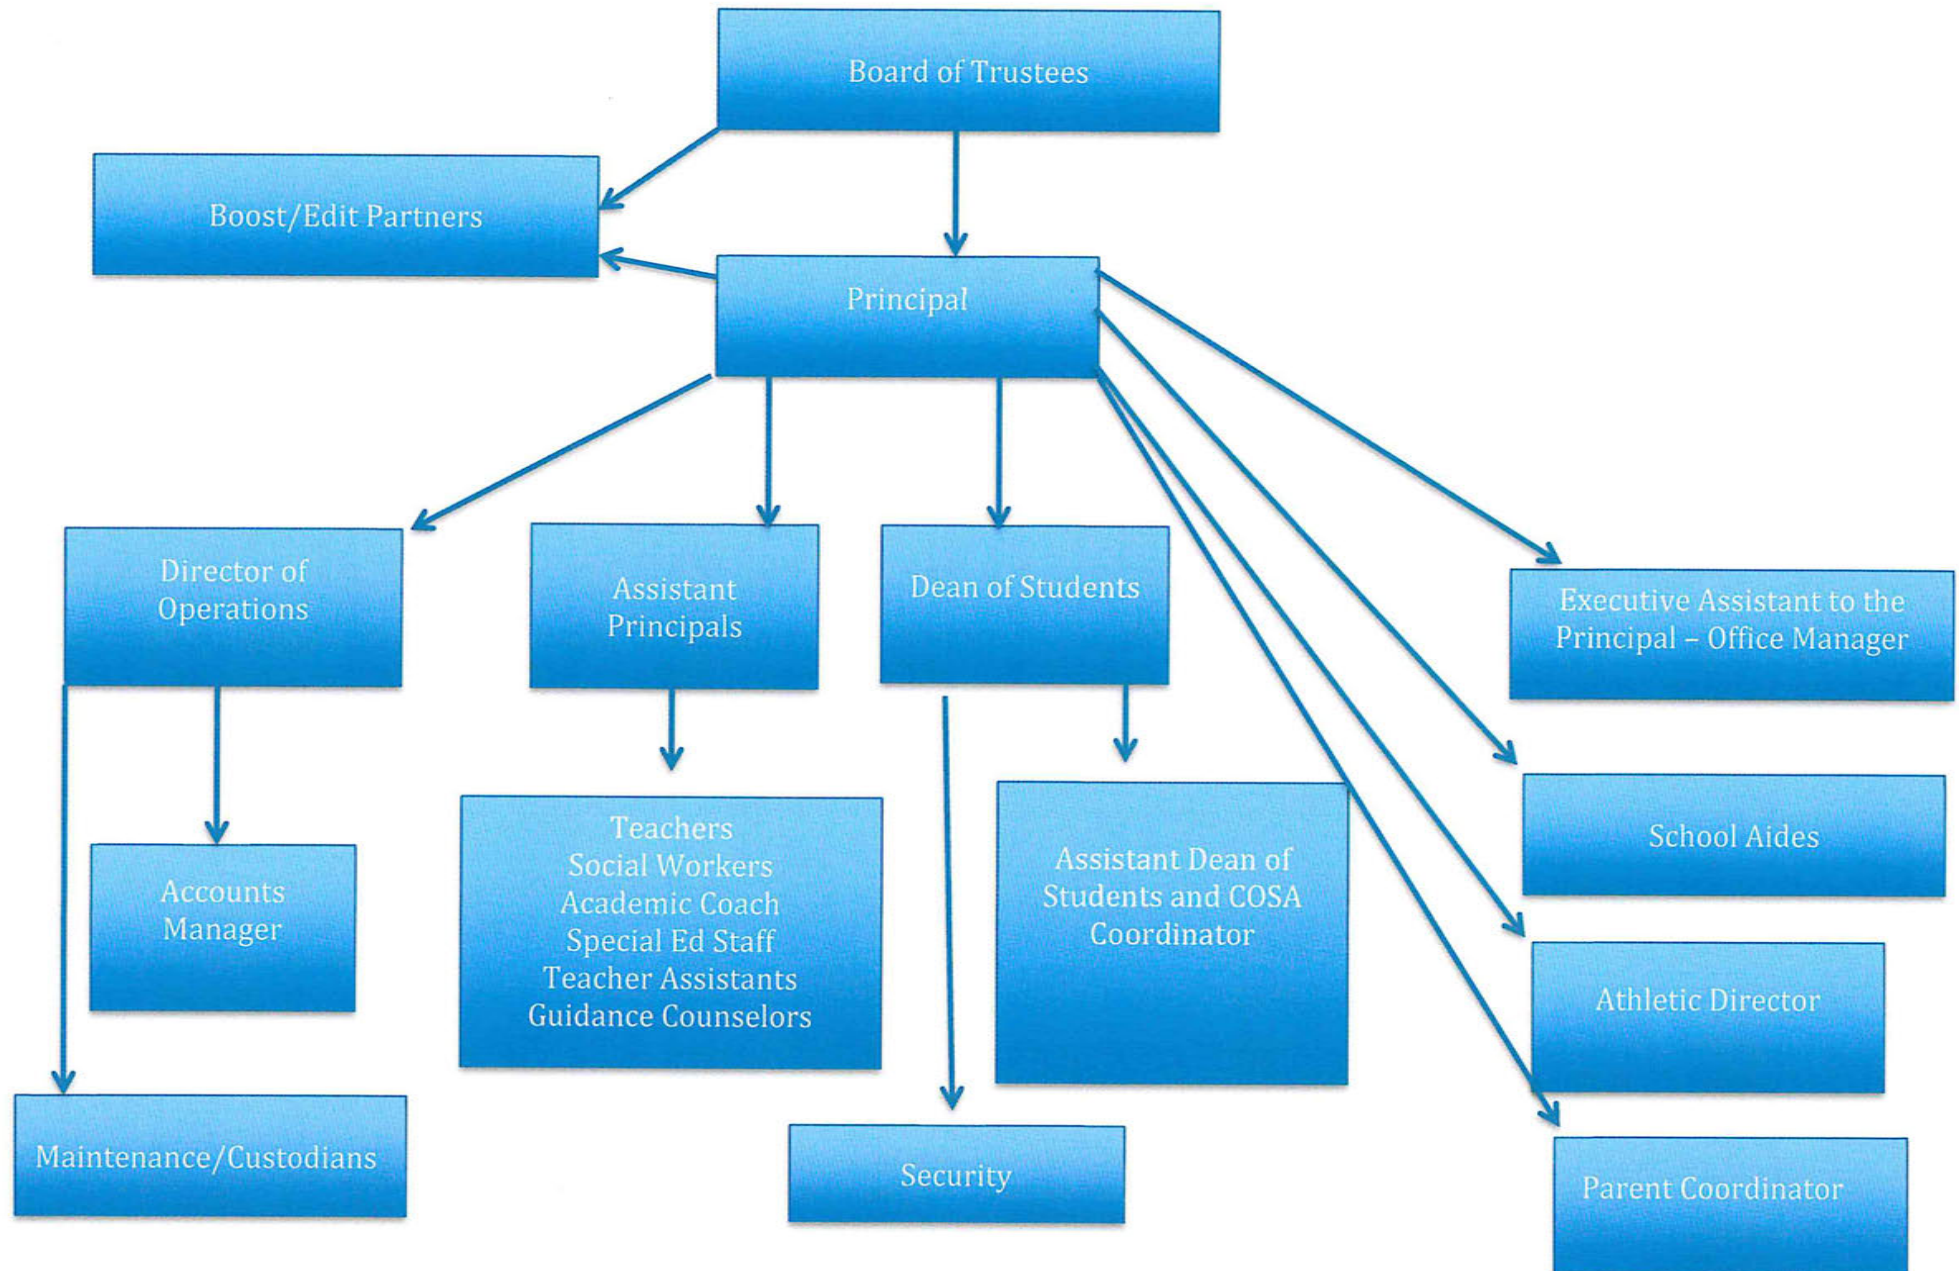 Board of Trustees
Boost/Edit Partners
Principal
Director of
Operations
Assistant
Principals
Dean of Students
Executive Assistant to the
Principal – Office Manager
Accounts
Manager
Teachers
Social Workers
Academic Coach
Special Ed Staff
Teacher Assistants
Guidance Counselors
Assistant Dean of
Students and COSA
Coordinator
School Aides
Athletic Director
Maintenance/Custodians
Security
Parent Coordinator